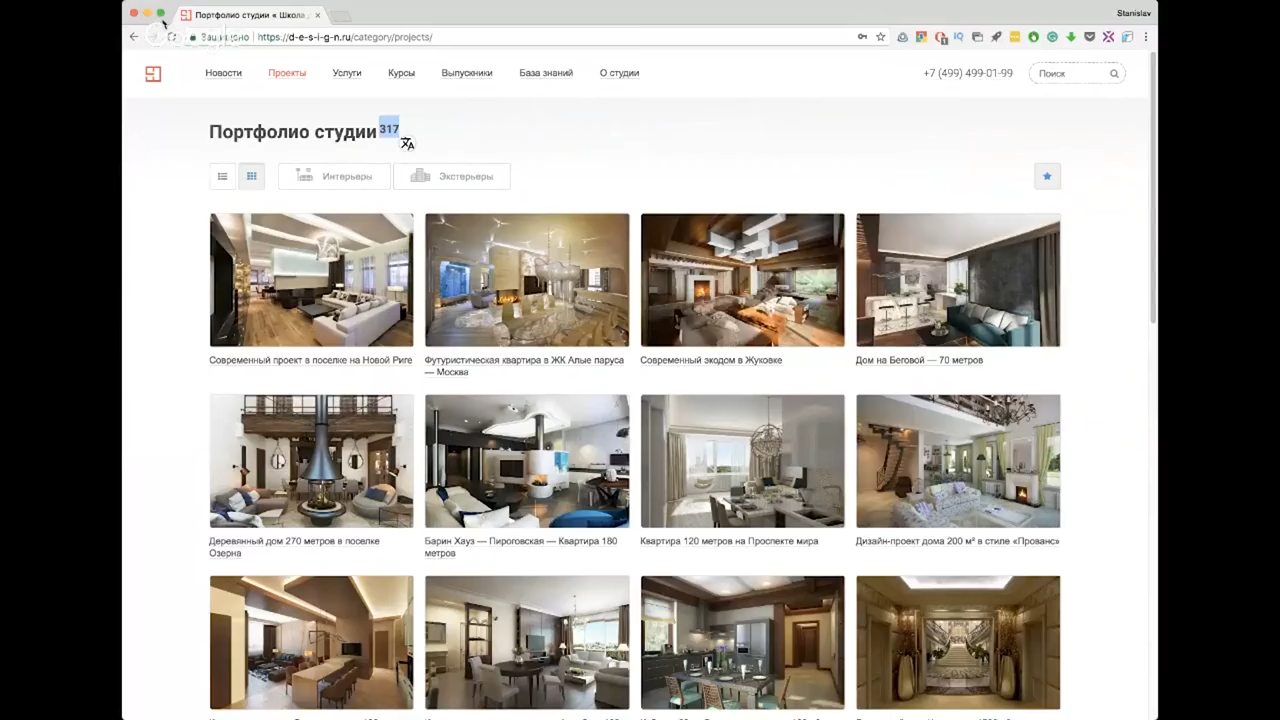 Портфолио студии « Школа
Stanislav
Google
Защищено
https://d-e-s-i-g-n.ru/category/projects/
Новости
Проекты
Услуги
Курсы
Выпускники
База знаний
О студии
+7 (499) 499-01-99
Поиск
Портфолио студии 317
Интерьеры
Экстерьеры
Современный проект в поселке на Новой Риге
Футуристическая квартира в ЖК Алые паруса
— Москва
Современный экодом в Жуковке
Дом на Беговой — 70 метров
Деревянный дом 270 метров в поселке
Озерна
Барин Хауз — Пироговская — Квартира 180
метров
Квартира 120 метров на Проспекте мира
Дизайн-проект дома 200 м² в стиле «Прованс»